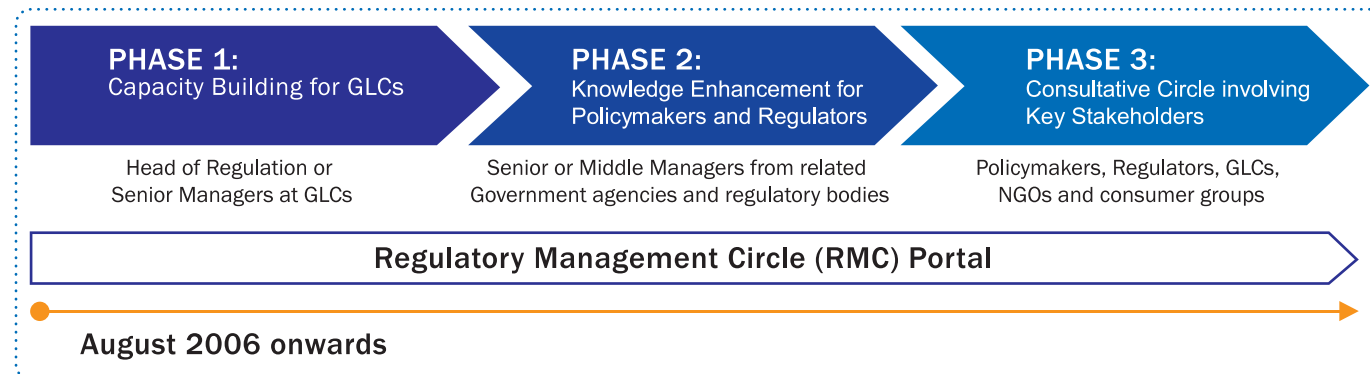 PHASE 1:
Capacity Building for GLCs
PHASE 2:
Knowledge Enhancement for
Policymakers and Regulators
PHASE 3:
Consultative Circle involving
Key Stakeholders
Head of Regulation or
Senior Managers at GLCs
Senior or Middle Managers from related
Government agencies and regulatory bodies
Policymakers, Regulators, GLCs,
NGOs and consumer groups
Regulatory Management Circle (RMC) Portal
August 2006 onwards